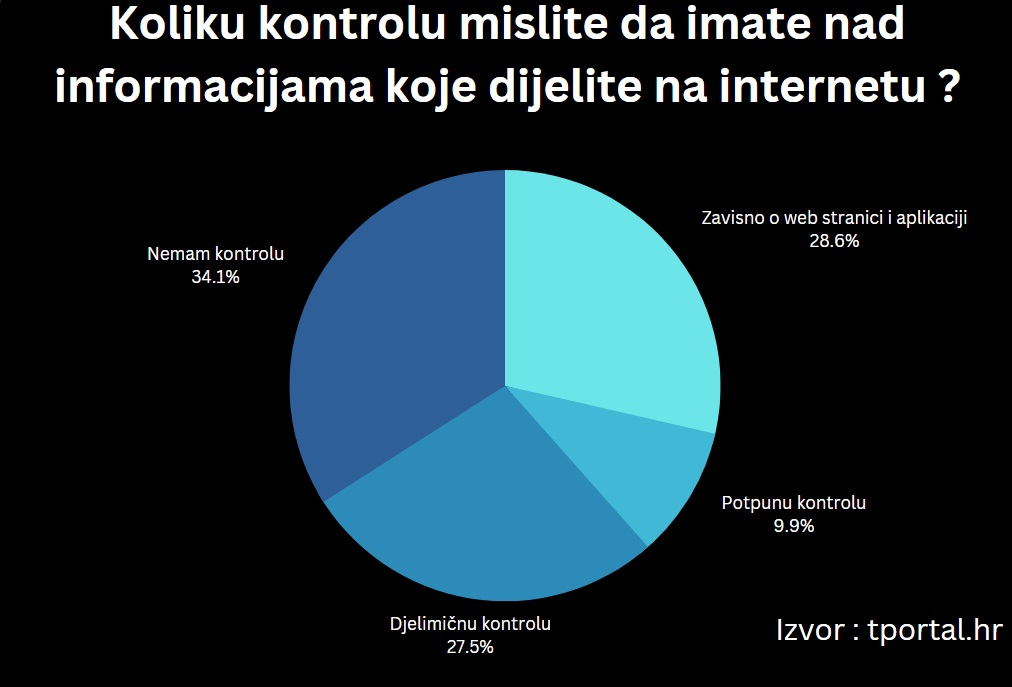 Koliku kontrolu mislite da imate nad
informacijama koje dijelite na internetu ?
Zavisno o web stranici i aplikaciji
28.6%
Nemam kontrolu
34.1%
Potpunu kontrolu
9.9%
Djelimičnu kontrolu
27.5%
Izvor : tportal.hr